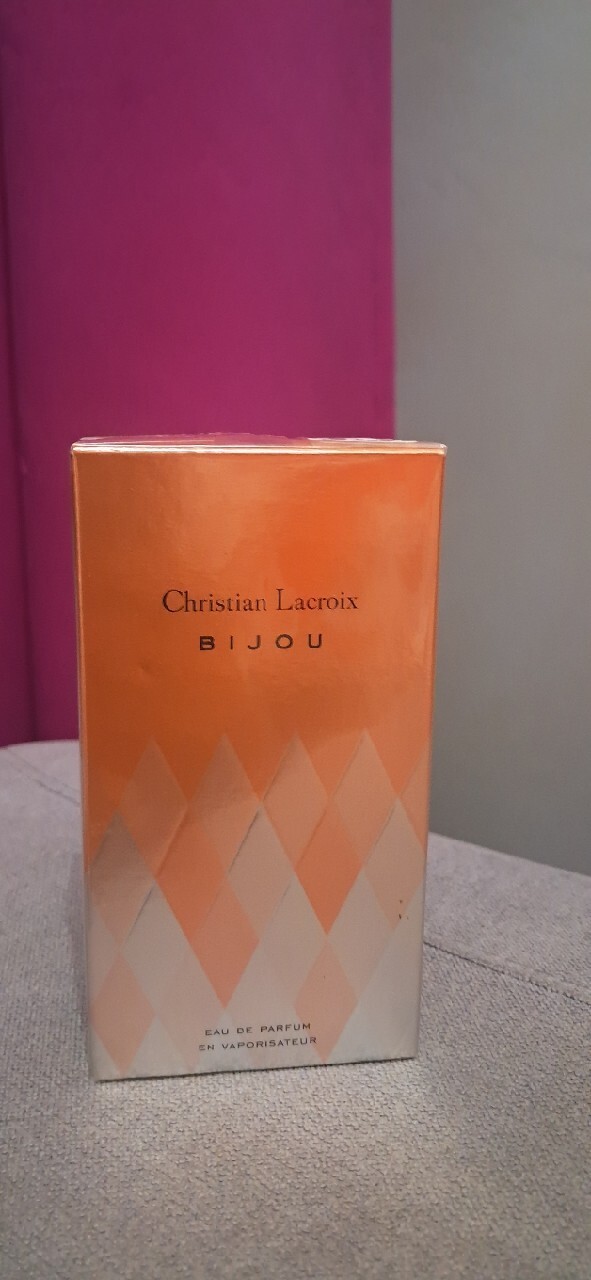 Christian Lacroix
BIJOU
EAU DE PARFUM
EN VAPORISATEUR